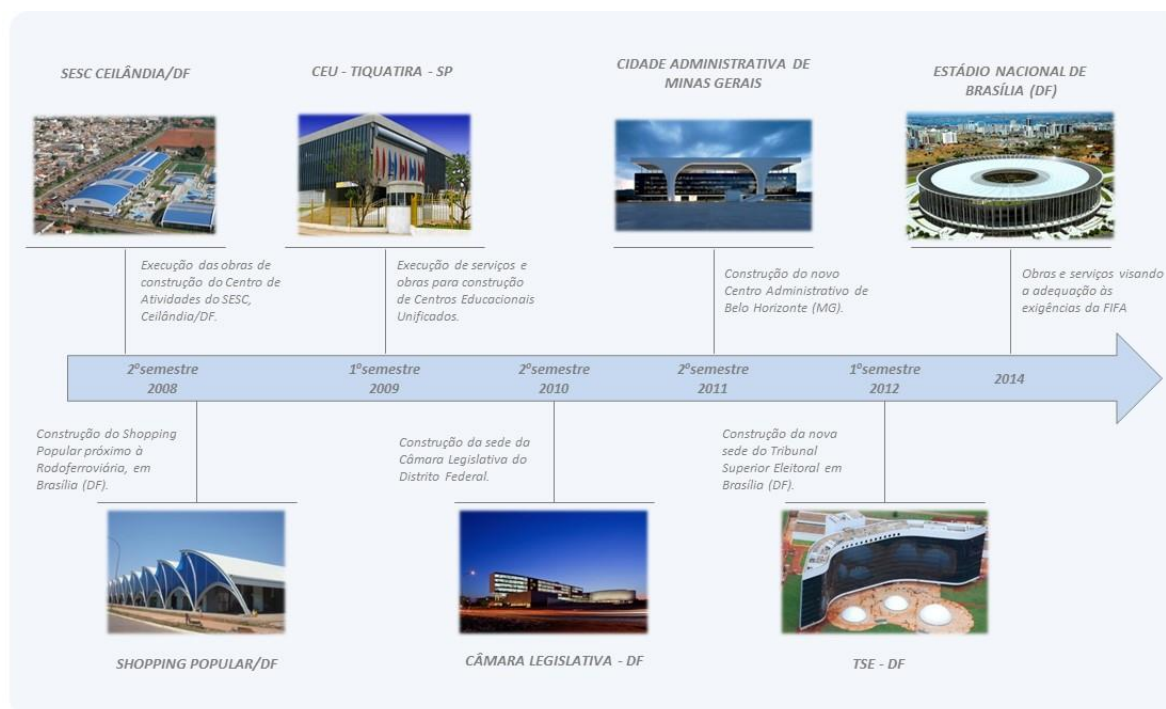 SESC CEILÂNDIA/DF
CEU - TIQUATIRA - SP
CIDADE ADMINISTRATIVA DE
MINAS GERAIS
ESTÁDIO NACIONAL DE
BRASÍLIA (DF)
Execução das obras de
construção do Centro de
Atividades do SESC,
Ceilândia/DF.
Execução de serviços e
obras para construção
de Centros Educacionais
Unificados.
Construção do novo
Centro Administrativo de
Belo Horizonte (MG).
Obras e serviços visando
a adequação às
exigências da FIFA
2ºsemestre
2008
1ºsemestre
2009
2ºsemestre
2010
2ºsemestre
2011
1ºsemestre
2012
2014
Construção do Shopping
Popular próximo à
Rodoferroviária, em
Brasília (DF).
Construção da sede da
Câmara Legislativa do
Distrito Federal.
Construção da nova
sede do Tribunal
Superior Eleitoral em
Brasília (DF).
SHOPPING POPULAR/DF
CÂMARA LEGISLATIVA - DF
TSE - DF